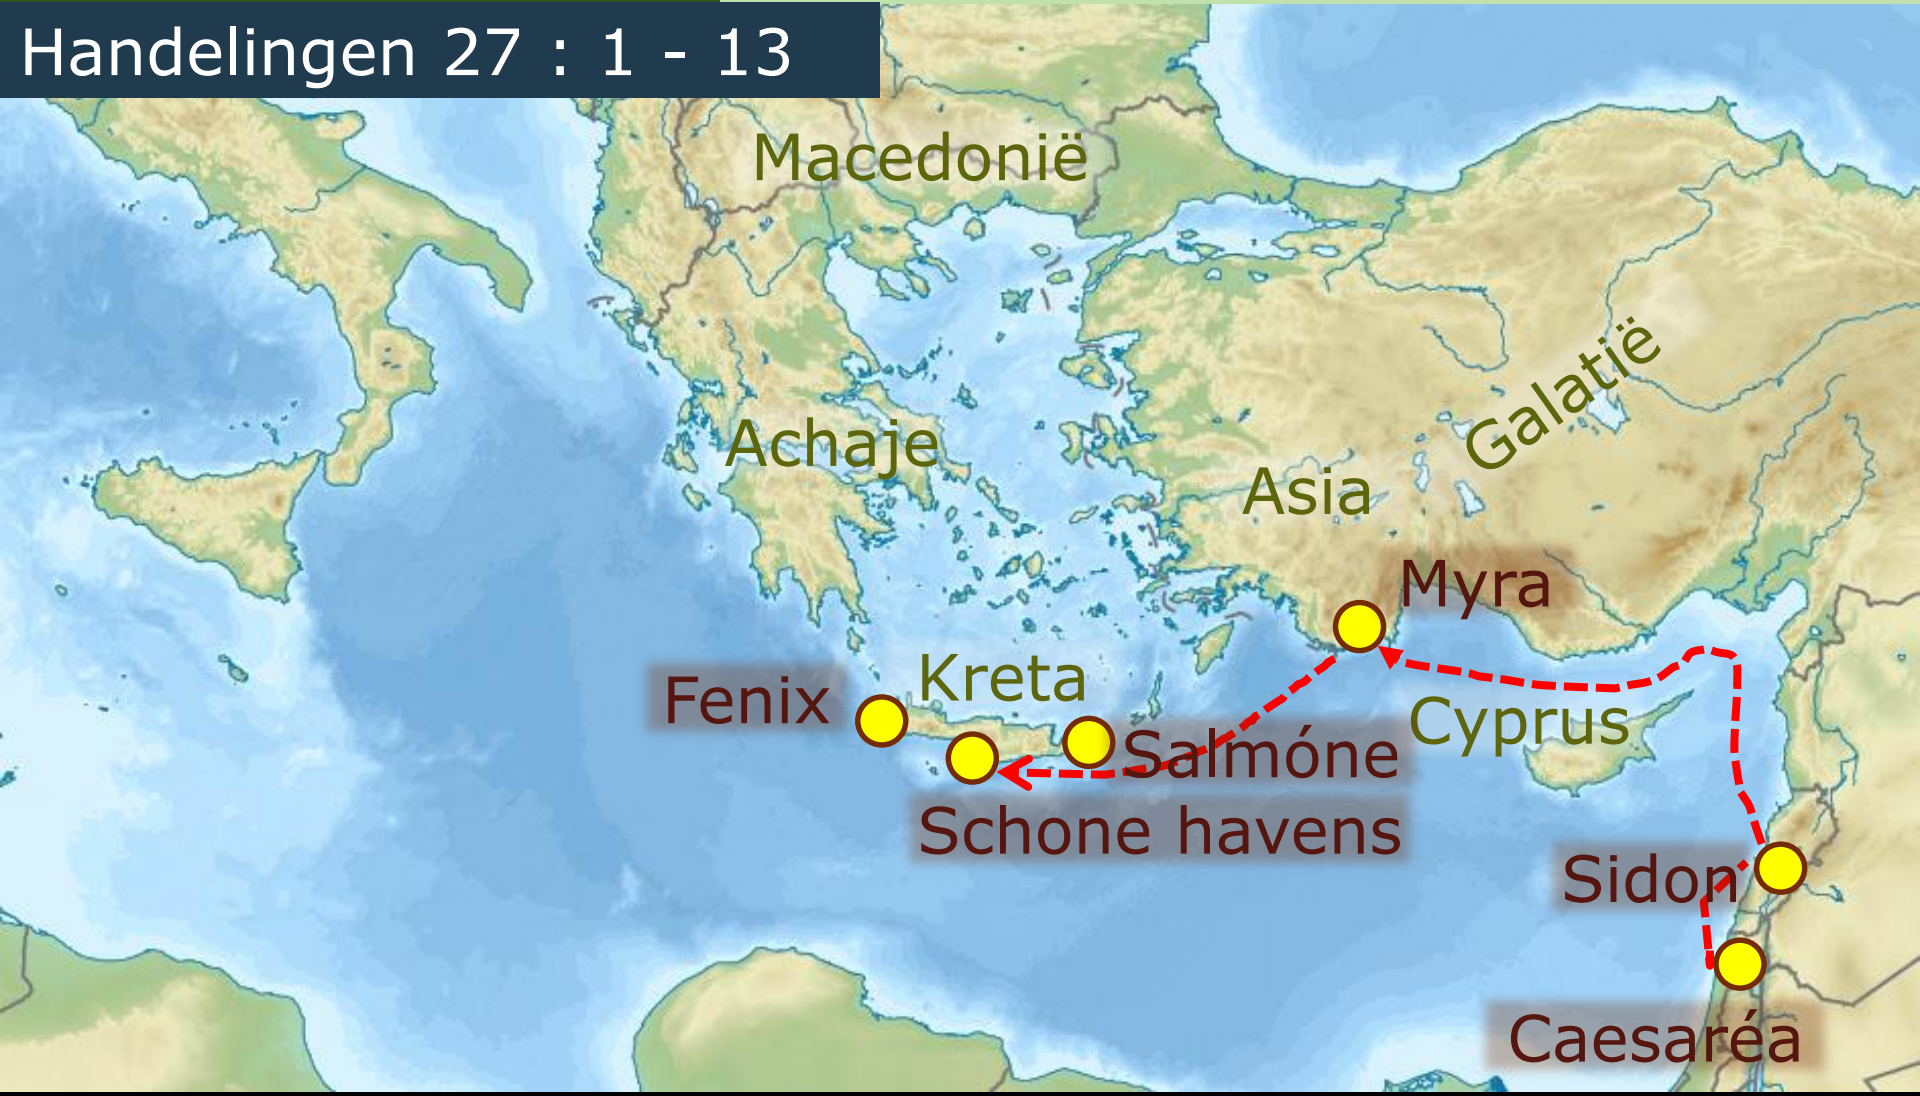 Handelingen 27 : 1 - 13
Macedonië
Galatië
Achaje
Asia
Myra
Kreta
Fenix
Cyprus
Salmóne
Schone havens
Sidon
Caesaréa